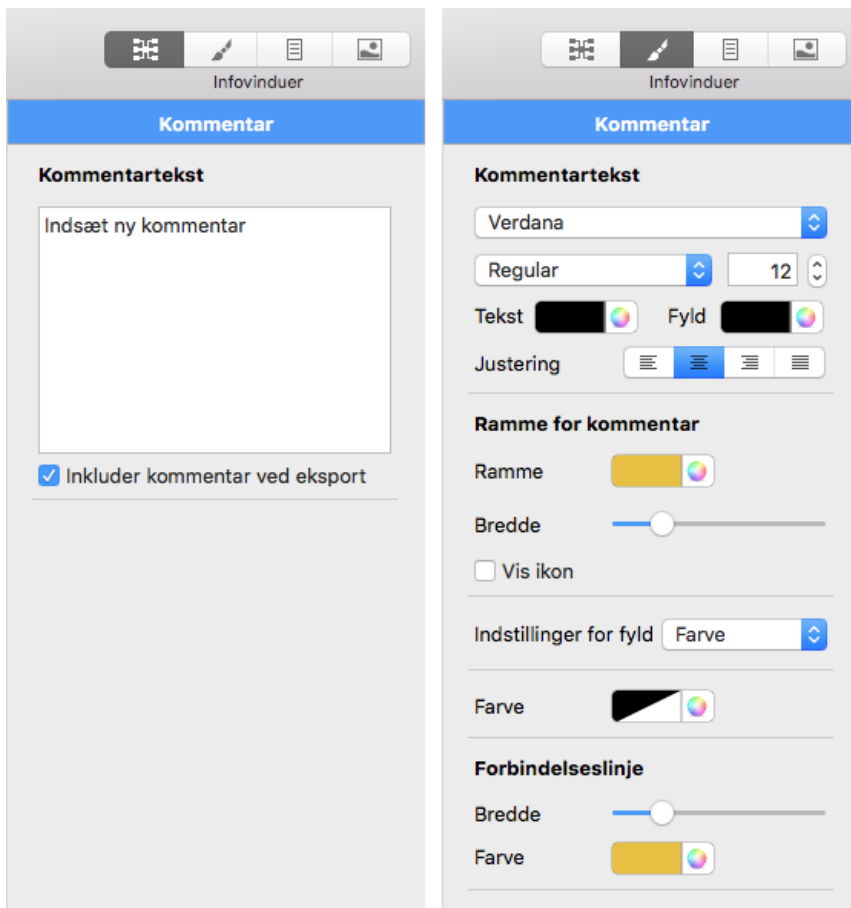 Infovinduer
Kommentar
Kommentartekst
Indsæt ny kommentar
Inkluder kommentar ved eksport
Infovinduer
Kommentar
Kommentartekst
Verdana
Regular 12
Tekst Fyld
Justering
Ramme for kommentar
Ramme
Bredde
Vis ikon
Indstillinger for fyld Farve
Farve
Forbindelseslinje
Bredde
Farve